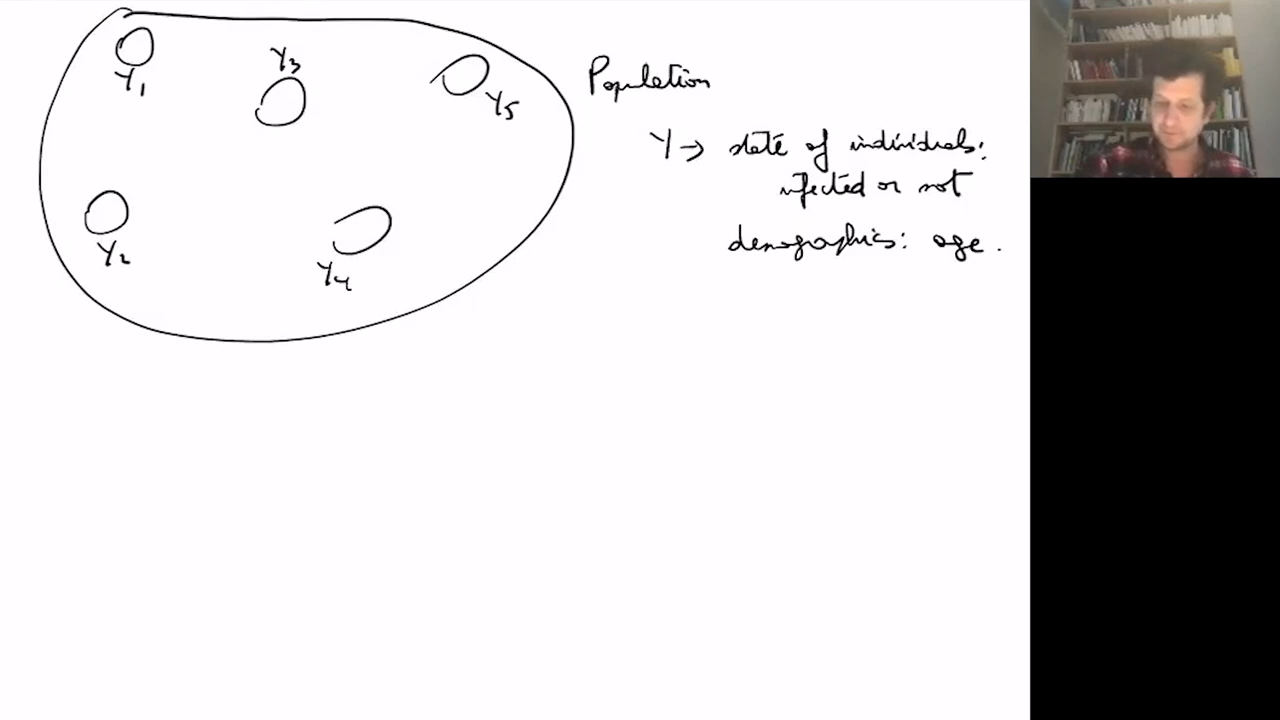 Y1
Y3
Y5
Y2
Y4
Population
Y → state of individuals:
infected or not
demographics: age.